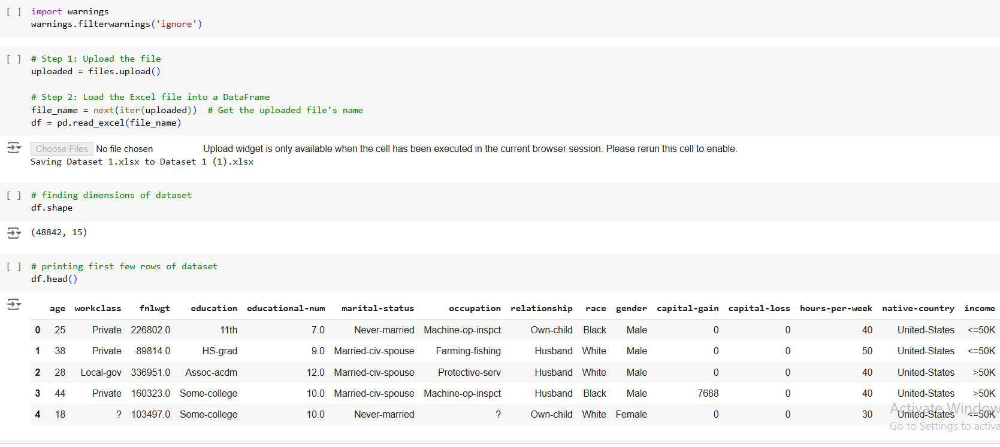 [ ] import warnings
warnings.filterwarnings('ignore')
[ ] # Step 1: Upload the file
uploaded = files.upload()
# Step 2: Load the Excel file into a DataFrame
file_name = next(iter(uploaded))  # Get the uploaded file's name
df = pd.read_excel(file_name)
Choose Files No file chosen Upload widget is only available when the cell has been executed in the current browser session. Please rerun this cell to enable.
Saving Dataset 1.xlsx to Dataset 1 (1).xlsx
[ ] # finding dimensions of dataset
df.shape
(48842, 15)
[ ] # printing first few rows of dataset
df.head()
age workclass fnlwgt education educational-num marital-status occupation relationship race gender capital-gain capital-loss hours-per-week native-country income
0 25 Private 226802.0 11th 7.0 Never-married Machine-op-inspct Own-child Black Male 0 0 40 United-States <=50K
1 38 Private 89814.0 HS-grad 9.0 Married-civ-spouse Farming-fishing Husband White Male 0 0 50 United-States <=50K
2 28 Local-gov 336951.0 Assoc-acdm 12.0 Married-civ-spouse Protective-serv Husband White Male 0 0 40 United-States >50K
3 44 Private 160323.0 Some-college 10.0 Married-civ-spouse Machine-op-inspct Husband Black Male 7688 0 40 United-States >50K
4 18 ? 103497.0 Some-college 10.0 Never-married ? Own-child White Female 0 0 30 United-States <=50K
Activate Window
Go to Settings to activa